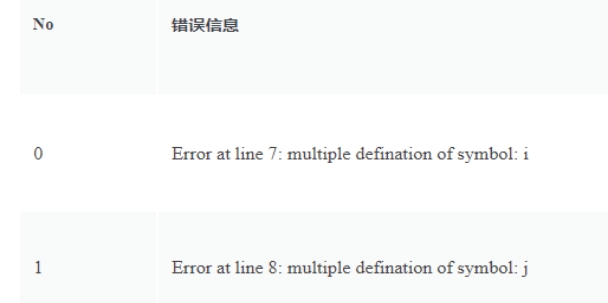 No 错误信息
0 Error at line 7: multiple defination of symbol: i
1 Error at line 8: multiple defination of symbol: j